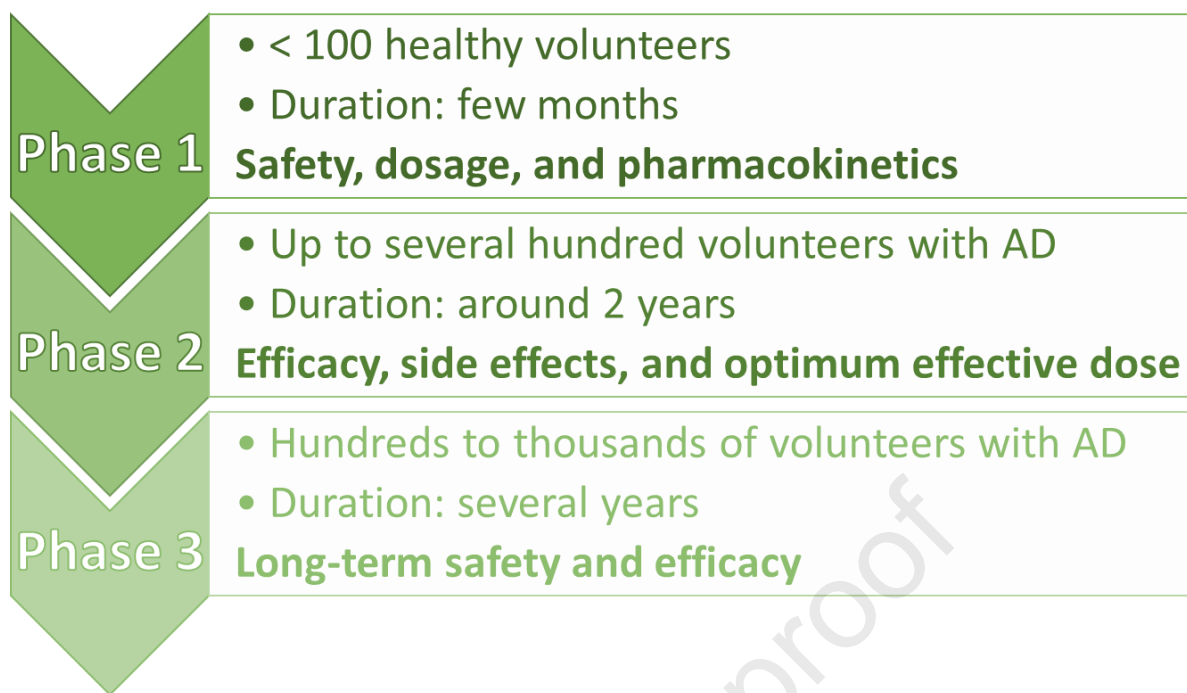 Phase 1
• < 100 healthy volunteers
• Duration: few months
Safety, dosage, and pharmacokinetics
Phase 2
• Up to several hundred volunteers with AD
• Duration: around 2 years
Efficacy, side effects, and optimum effective dose
Phase 3
• Hundreds to thousands of volunteers with AD
• Duration: several years
Long-term safety and efficacy
proof